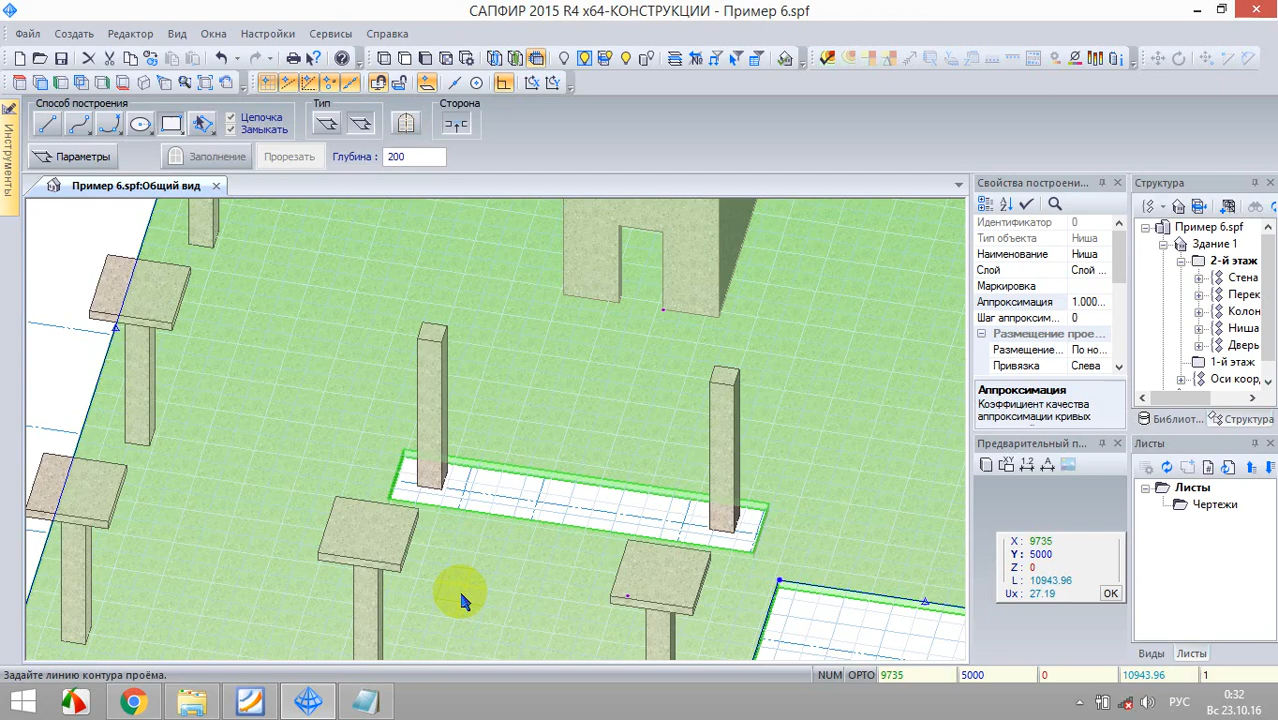 САПФИР 2015 R4 x64-КОНСТРУКЦИИ - Пример 6.spf
Файл Создать Редактор Вид Окна Настройки Сервисы Справка
Способ построения Тип Сторона
Цепочка
Замыкать
Параметры Заполнение Прорезать Глубина : 200
Инструменты
Пример 6.spf:Общий вид
Свойства построени...
Идентификатор 0
Тип объекта Ниша
Наименование Ниша
Слой Слой ...
Маркировка
Аппроксимация 1.000...
Шаг аппроксим... 0
Размещение прое...
Размещение... По но...
Привязка Слева
Аппроксимация
Коэффициент качества
аппроксимации кривых
Структура
Пример 6.spf
Здание 1
2-й этаж
Стена
Перек
Колон
Ниша
Дверь
1-й этаж
Оси коор,
Библиот... Структура
Предварительный п...
X : 9735
Y : 5000
Z : 0
L : 10943.96
Ux : 27.19
OK
Листы
Листы
Чертежи
Виды Листы
Задайте линию контура проёма.
NUM ОРТО 9735 5000 0 10943.96 1
РУС
0:32
Вс 23.10.16